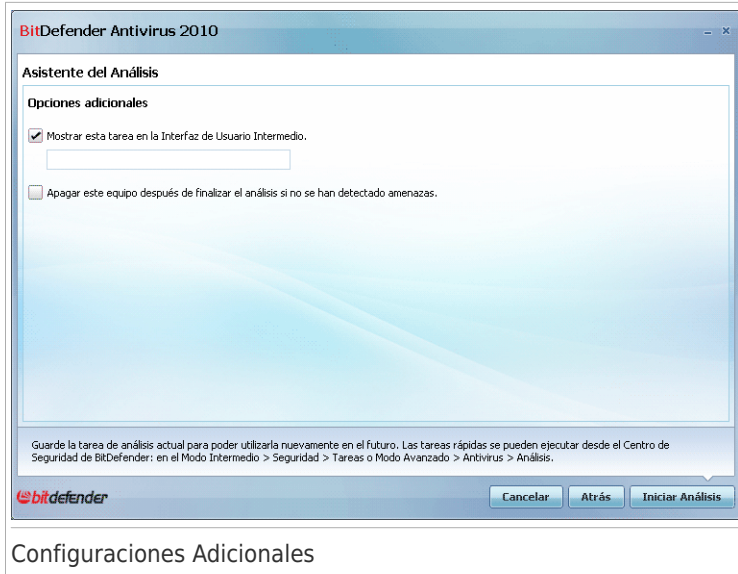 BitDefender Antivirus 2010
Asistente del Análisis
Opciones adicionales
Mostrar esta tarea en la Interfaz de Usuario Intermedio.
Apagar este equipo después de finalizar el análisis si no se han detectado amenazas.
Guarde la tarea de análisis actual para poder utilizarla nuevamente en el futuro. Las tareas rápidas se pueden ejecutar desde el Centro de
Seguridad de BitDefender: en el Modo Intermedio > Seguridad > Tareas o Modo Avanzado > Antivirus > Análisis.
bitdefender
Cancelar
Atrás
Iniciar Análisis
Configuraciones Adicionales